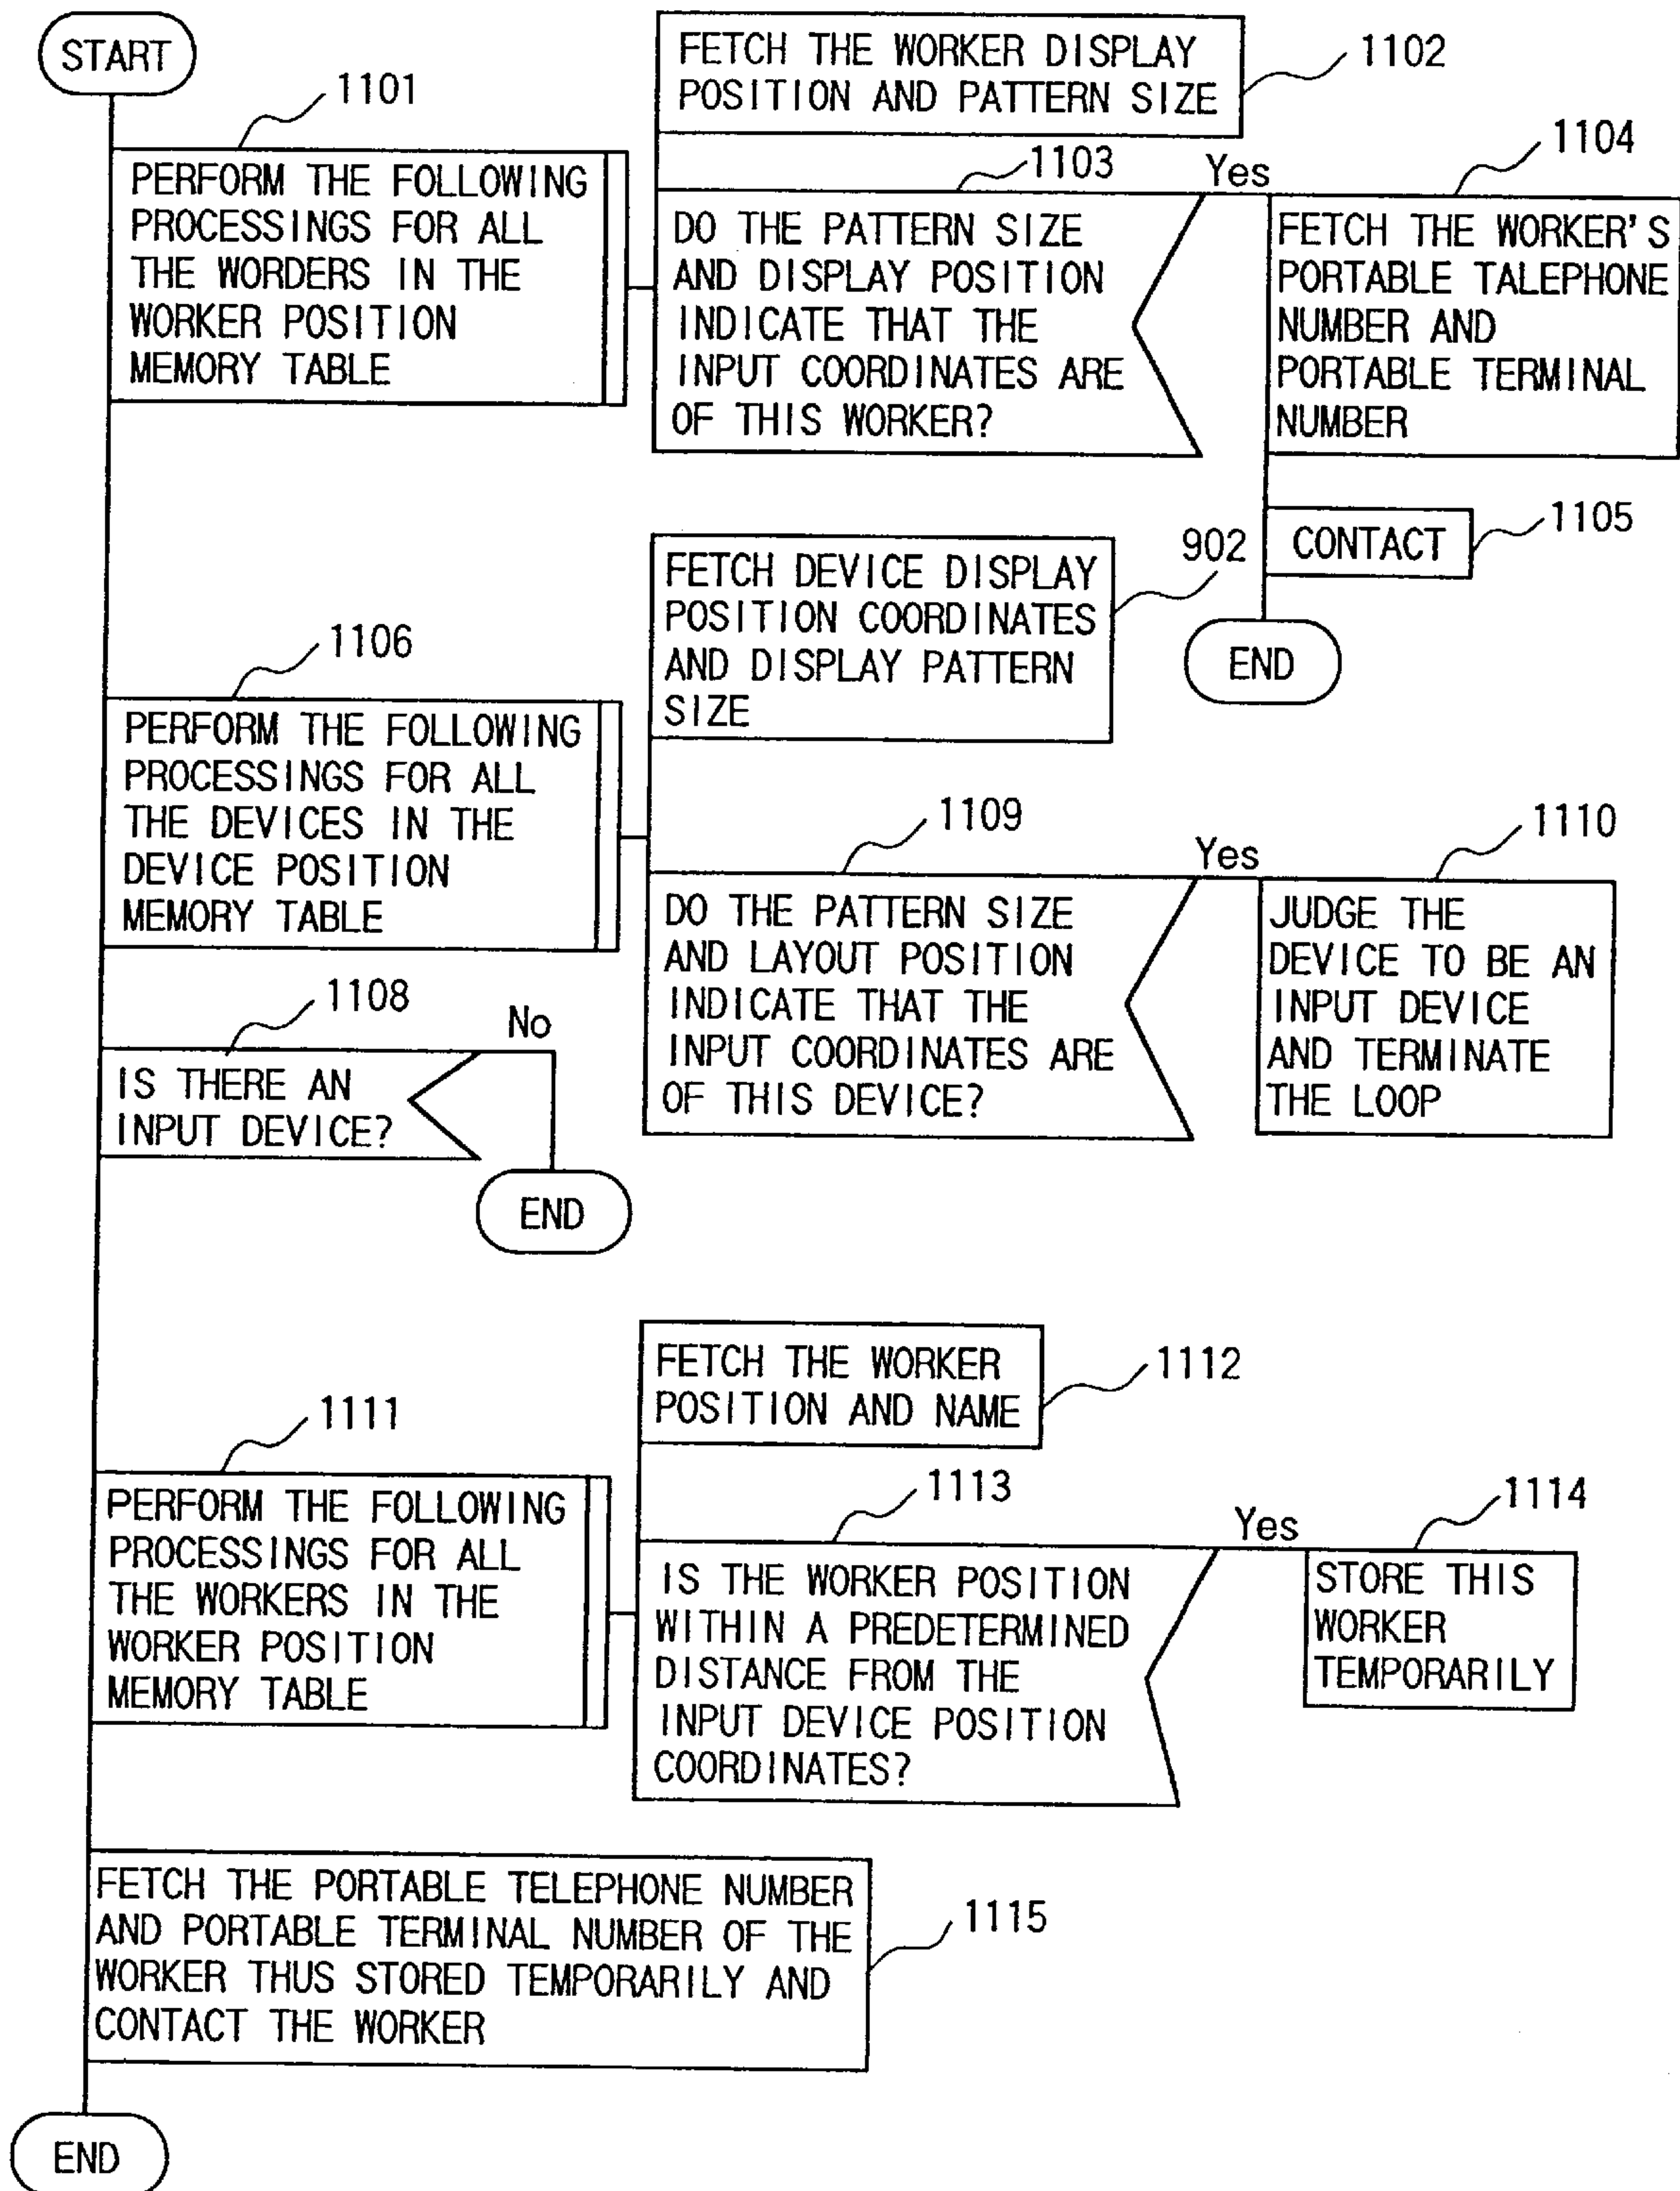 START
1101
PERFORM THE FOLLOWING
PROCESSINGS FOR ALL
THE WORDERS IN THE
WORKER POSITION
MEMORY TABLE
FETCH THE WORKER DISPLAY
POSITION AND PATTERN SIZE
1102
1103
DO THE PATTERN SIZE
AND DISPLAY POSITION
INDICATE THAT THE
INPUT COORDINATES ARE
OF THIS WORKER?
Yes
1104
FETCH THE WORKER'S
PORTABLE TALEPHONE
NUMBER AND
PORTABLE TERMINAL
NUMBER
CONTACT
1105
END
1106
PERFORM THE FOLLOWING
PROCESSINGS FOR ALL
THE DEVICES IN THE
DEVICE POSITION
MEMORY TABLE
FETCH DEVICE DISPLAY
POSITION COORDINATES
AND DISPLAY PATTERN
SIZE
902
1109
DO THE PATTERN SIZE
AND LAYOUT POSITION
INDICATE THAT THE
INPUT COORDINATES ARE
OF THIS DEVICE?
Yes
1110
JUDGE THE
DEVICE TO BE AN
INPUT DEVICE
AND TERMINATE
THE LOOP
1108
IS THERE AN
INPUT DEVICE?
No
END
1111
PERFORM THE FOLLOWING
PROCESSINGS FOR ALL
THE WORKERS IN THE
WORKER POSITION
MEMORY TABLE
FETCH THE WORKER
POSITION AND NAME
1112
1113
IS THE WORKER POSITION
WITHIN A PREDETERMINED
DISTANCE FROM THE
INPUT DEVICE POSITION
COORDINATES?
Yes
1114
STORE THIS
WORKER
TEMPORARILY
FETCH THE PORTABLE TELEPHONE NUMBER
AND PORTABLE TERMINAL NUMBER OF THE
WORKER THUS STORED TEMPORARILY AND
CONTACT THE WORKER
1115
END